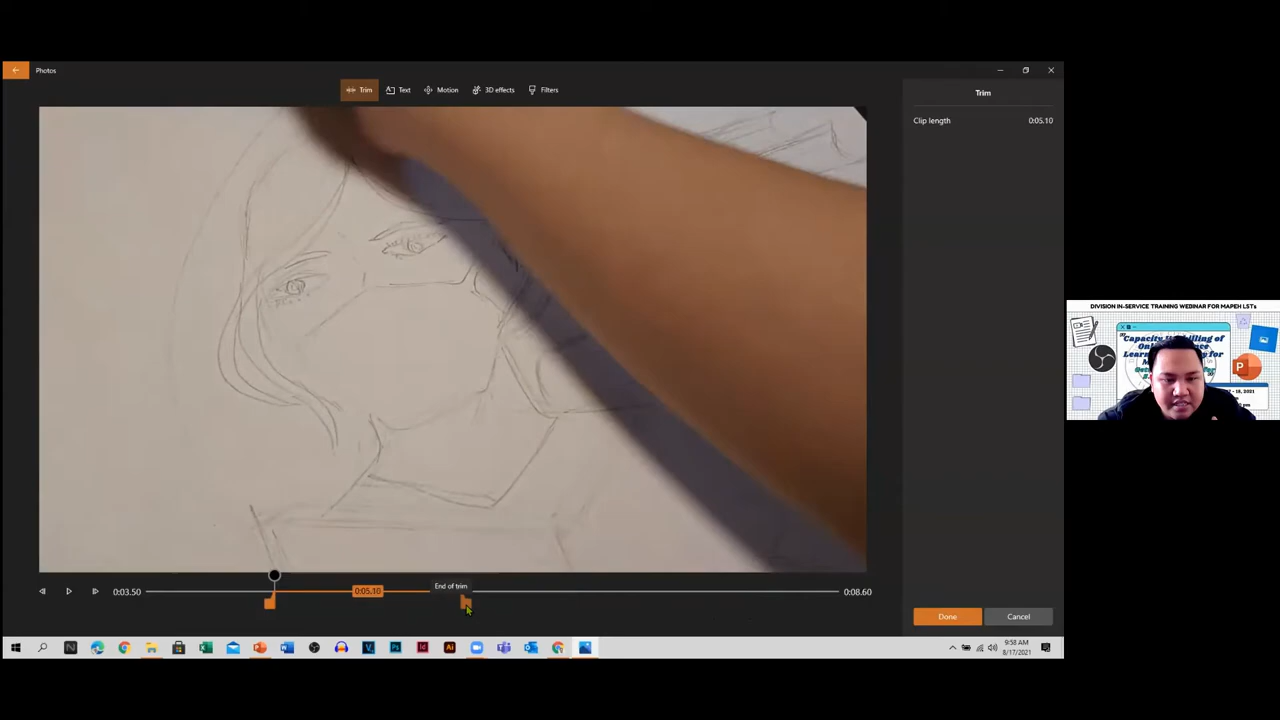 Photos
Trim
Text
Motion
3D effects
Filters
Trim
Clip length
0:05.10
0:03.50
0:05.10
End of trim
0:08.60
Done
Cancel
9:58 AM
8/17/2021
DIVISION IN-SERVICE TRAINING WEBINAR FOR MAPEH LSTs